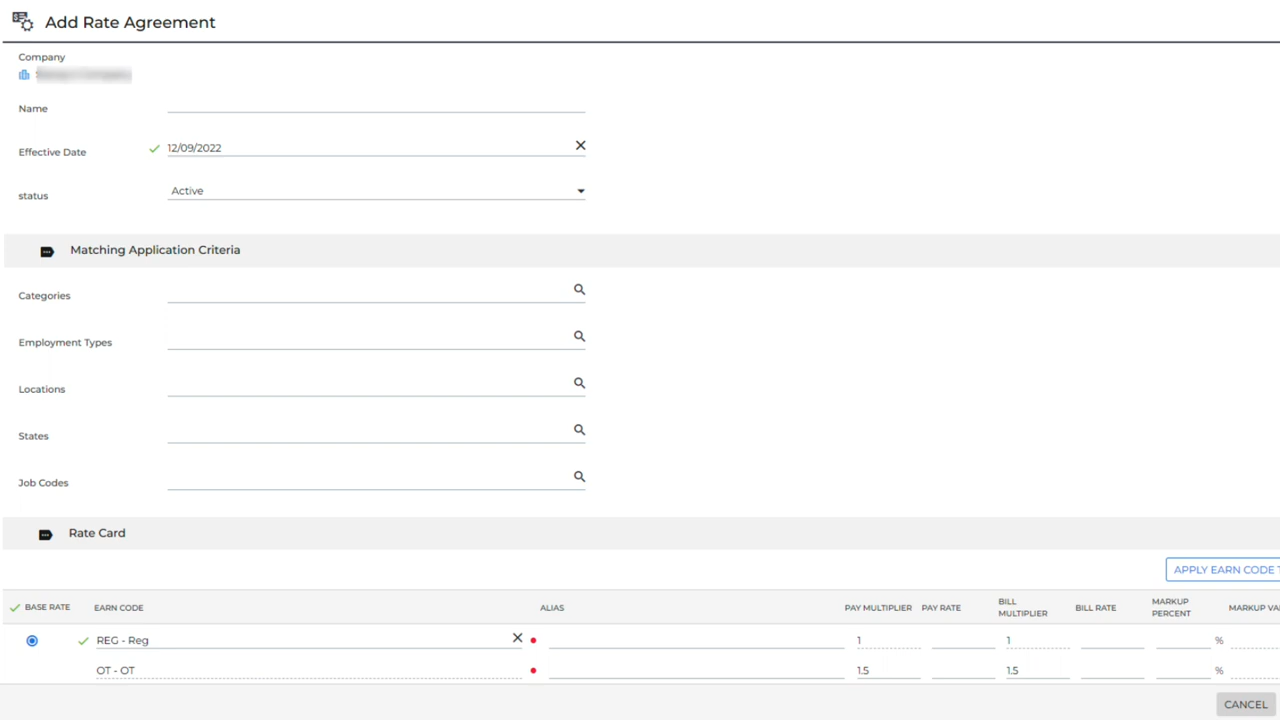 Add Rate Agreement
Company
Name
Effective Date 12/09/2022
status Active
Matching Application Criteria
Categories
Employment Types
Locations
States
Job Codes
Rate Card
APPLY EARN CODE T
BASE RATE EARN CODE ALIAS PAY MULTIPLIER PAY RATE BILL MULTIPLIER BILL RATE MARKUP PERCENT MARKUP VA
REG - Reg 1 1 %
OT - OT 1.5 1.5 %
CANCEL